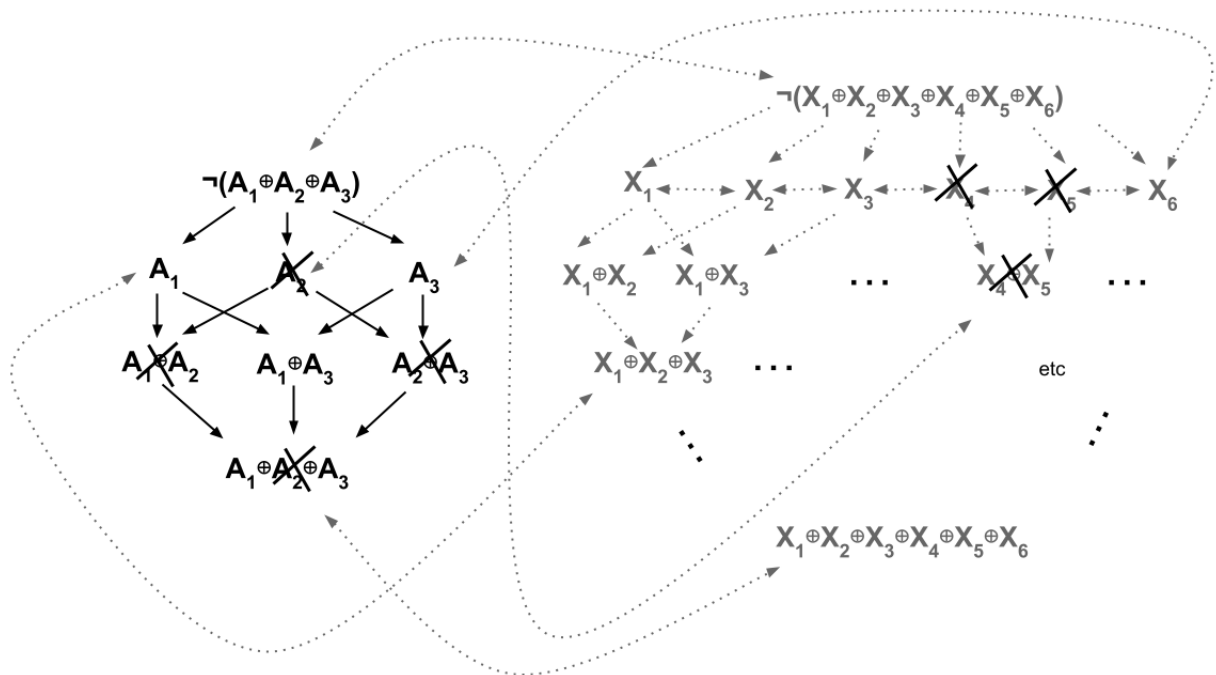 ¬(X₁⊕X₂⊕X₃⊕X₄⊕X₅⊕X₆)
¬(A₁⊕A₂⊕A₃)
X₁ X₂ X₃ X₄ X₅ X₆
A₁ A₂ A₃
X₁⊕X₂ X₁⊕X₃ ... X₄⊕X₅ ...
A₁⊕A₂ A₁⊕A₃ A₂⊕A₃
X₁⊕X₂⊕X₃ ... etc
A₁⊕A₂⊕A₃
X₁⊕X₂⊕X₃⊕X₄⊕X₅⊕X₆